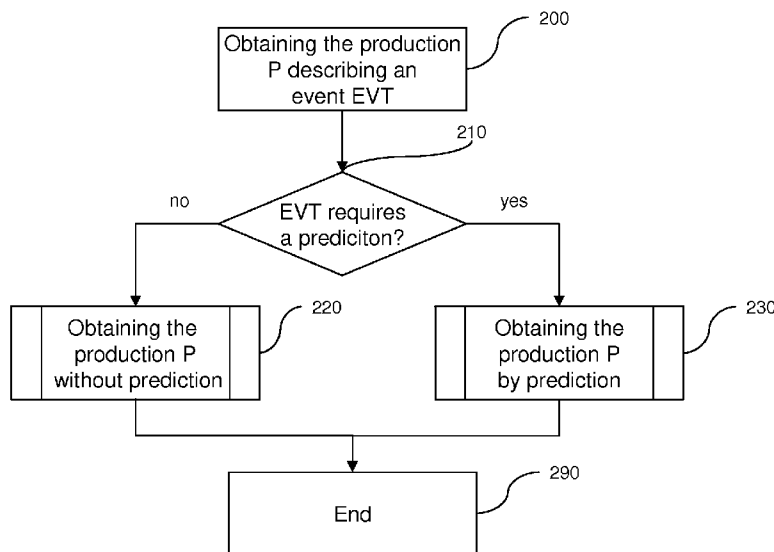 Obtaining the production
P describing an
event EVT
200
210
no
EVT requires
a prediciton?
yes
Obtaining the
production P
without prediction
220
Obtaining the
production P
by prediction
230
End
290